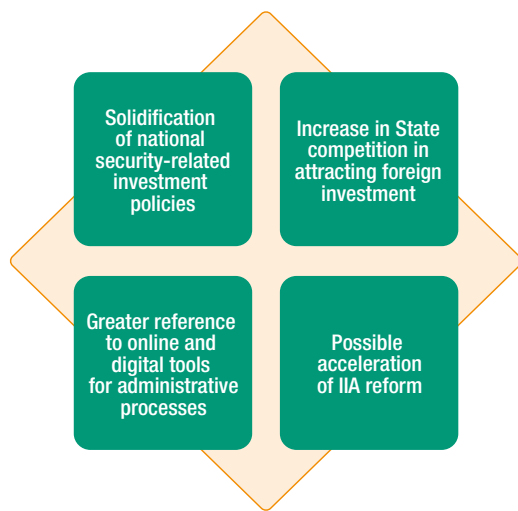 Solidification
of national
security-related
investment
policies
Increase in State
competition in
attracting foreign
investment
Greater reference
to online and
digital tools
for administrative
processes
Possible
acceleration
of IIA reform